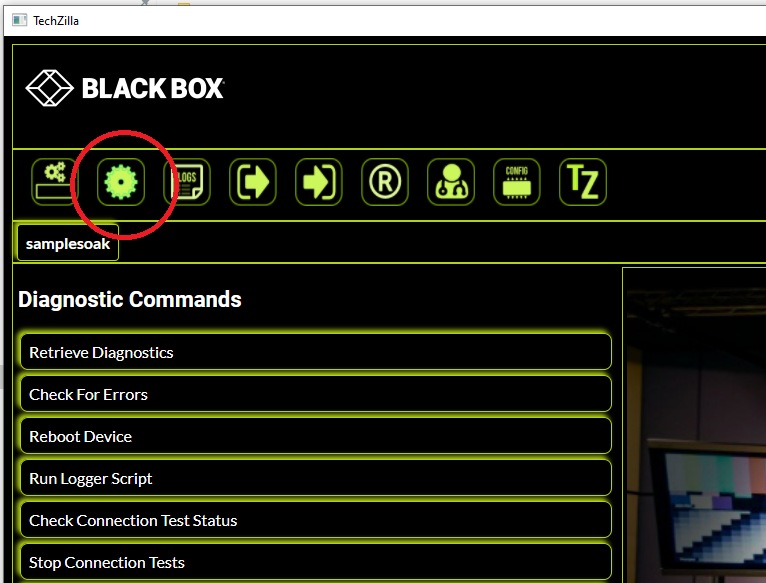 TechZilla
BLACK BOX
LOGS
R
CONFIG
TZ
samplesoak
Diagnostic Commands
Retrieve Diagnostics
Check For Errors
Reboot Device
Run Logger Script
Check Connection Test Status
Stop Connection Tests